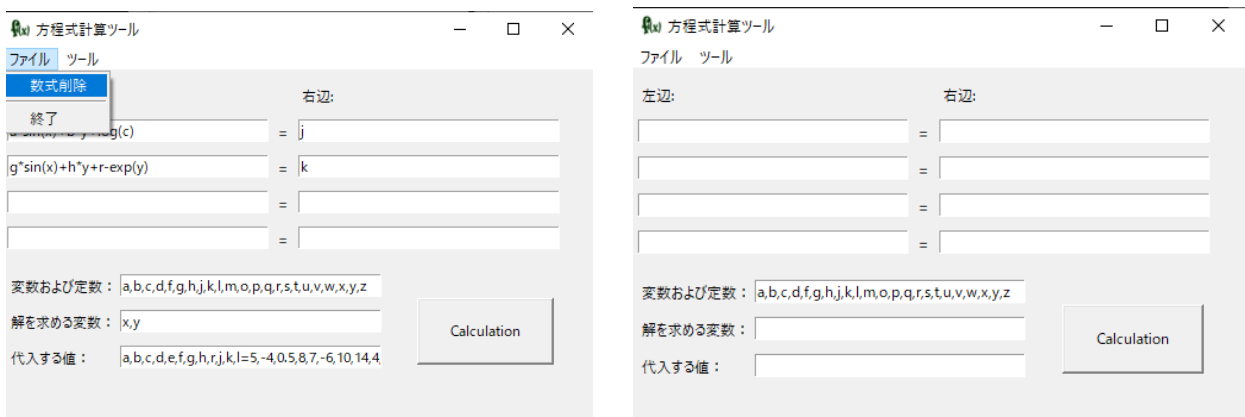 f(x) 方程式計算ツール
ファイル ツール
数式削除
終了
右辺:
= j
g*sin(x)+h*y+r-exp(y) = k
=
=
変数および定数： a,b,c,d,f,g,h,j,k,l,m,o,p,q,r,s,t,u,v,w,x,y,z
解を求める変数： x,y
代入する値： a,b,c,d,e,f,g,h,r,j,k,l=5,-4,0.5,8,7,-6,10,14,4,
Calculation
f(x) 方程式計算ツール
ファイル ツール
左辺: 右辺:
=
=
=
=
変数および定数： a,b,c,d,f,g,h,j,k,l,m,o,p,q,r,s,t,u,v,w,x,y,z
解を求める変数：
代入する値：
Calculation